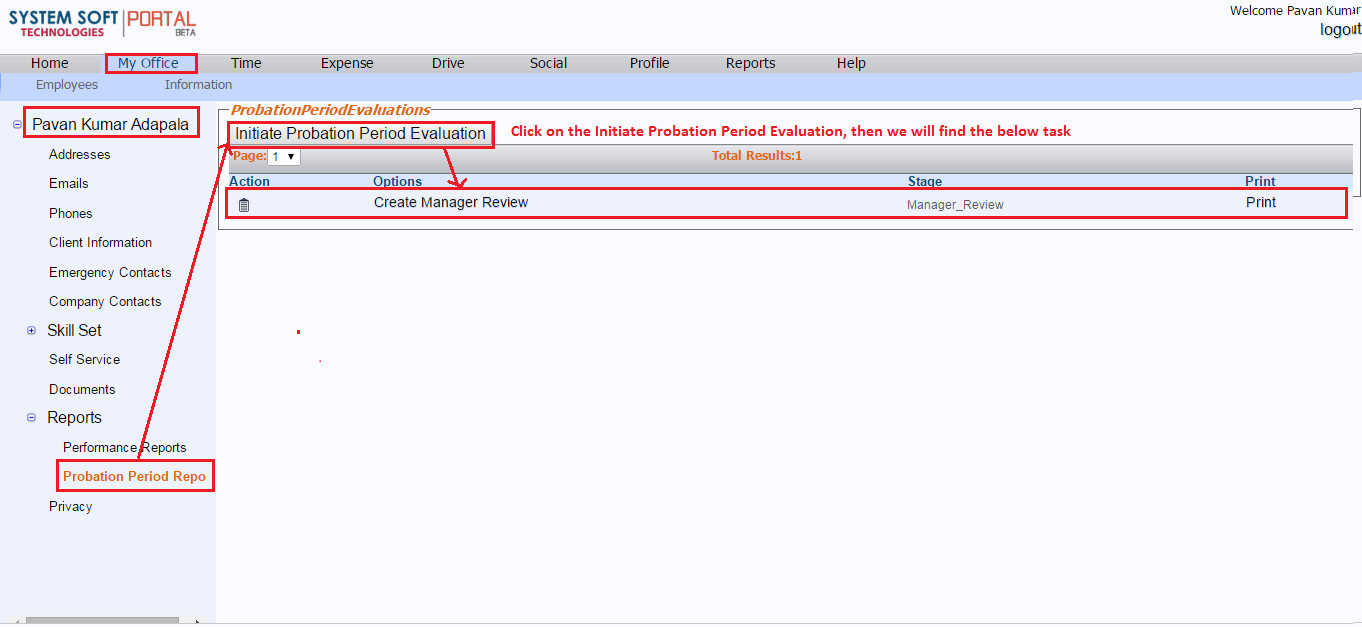 SYSTEM SOFT PORTAL
TECHNOLOGIES BETA
Welcome Pavan Kumar
logout
Home My Office Time Expense Drive Social Profile Reports Help
Employees Information
Pavan Kumar Adapala
Addresses
Emails
Phones
Client Information
Emergency Contacts
Company Contacts
Skill Set
Self Service
Documents
Reports
Performance Reports
Probation Period Repo
Privacy
ProbationPeriodEvaluations
Initiate Probation Period Evaluation Click on the Initiate Probation Period Evaluation, then we will find the below task
Page: 1 Total Results:1
Action Options Stage Print
Create Manager Review Manager_Review Print